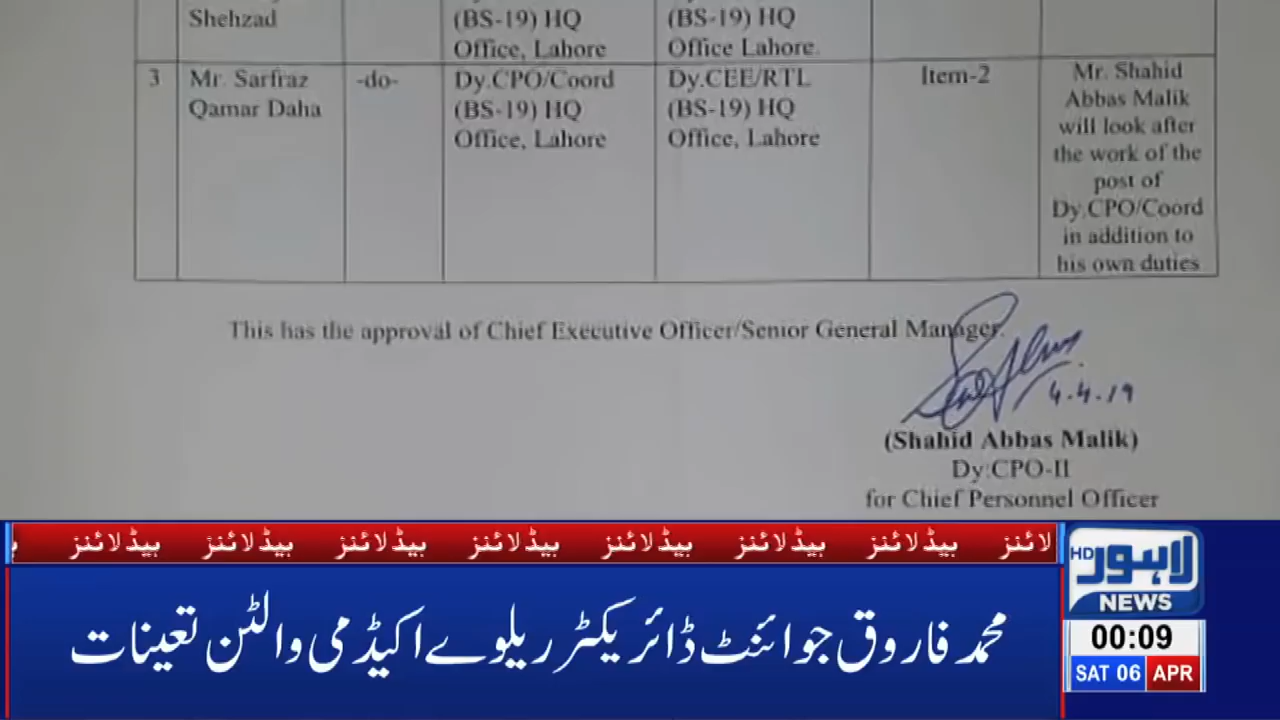 Shehzad
(BS-19) HQ
Office, Lahore
(BS-19) HQ
Office Lahore.
3
Mr. Sarfraz
Qamar Daha
-do-
Dy.CPO/Coord
(BS-19) HQ
Office, Lahore
Dy.CEE/RTL
(BS-19) HQ
Office, Lahore
Item-2
Mr. Shahid
Abbas Malik
will look after
the work of the
post of
Dy.CPO/Coord
in addition to
his own duties
This has the approval of Chief Executive Officer/Senior General Manager.
4.4.19
(Shahid Abbas Malik)
Dy:CPO-II
for Chief Personnel Officer
ہیڈلائنز ہیڈلائنز ہیڈلائنز ہیڈلائنز ہیڈلائنز ہیڈلائنز ہیڈلائنز لائنز
محمد فاروق جوائنٹ ڈائریکٹر ریلوے اکیڈمی والٹن تعینات
HD لاہور
NEWS
00:09
SAT 06 APR